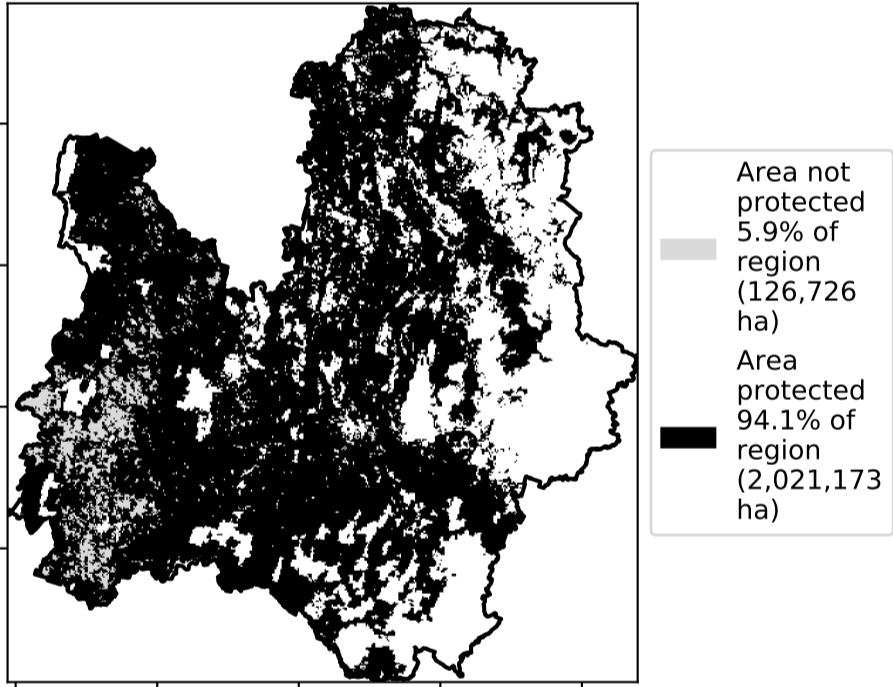 Area not
protected
5.9% of
region
(126,726
ha)
Area
protected
94.1% of
region
(2,021,173
ha)